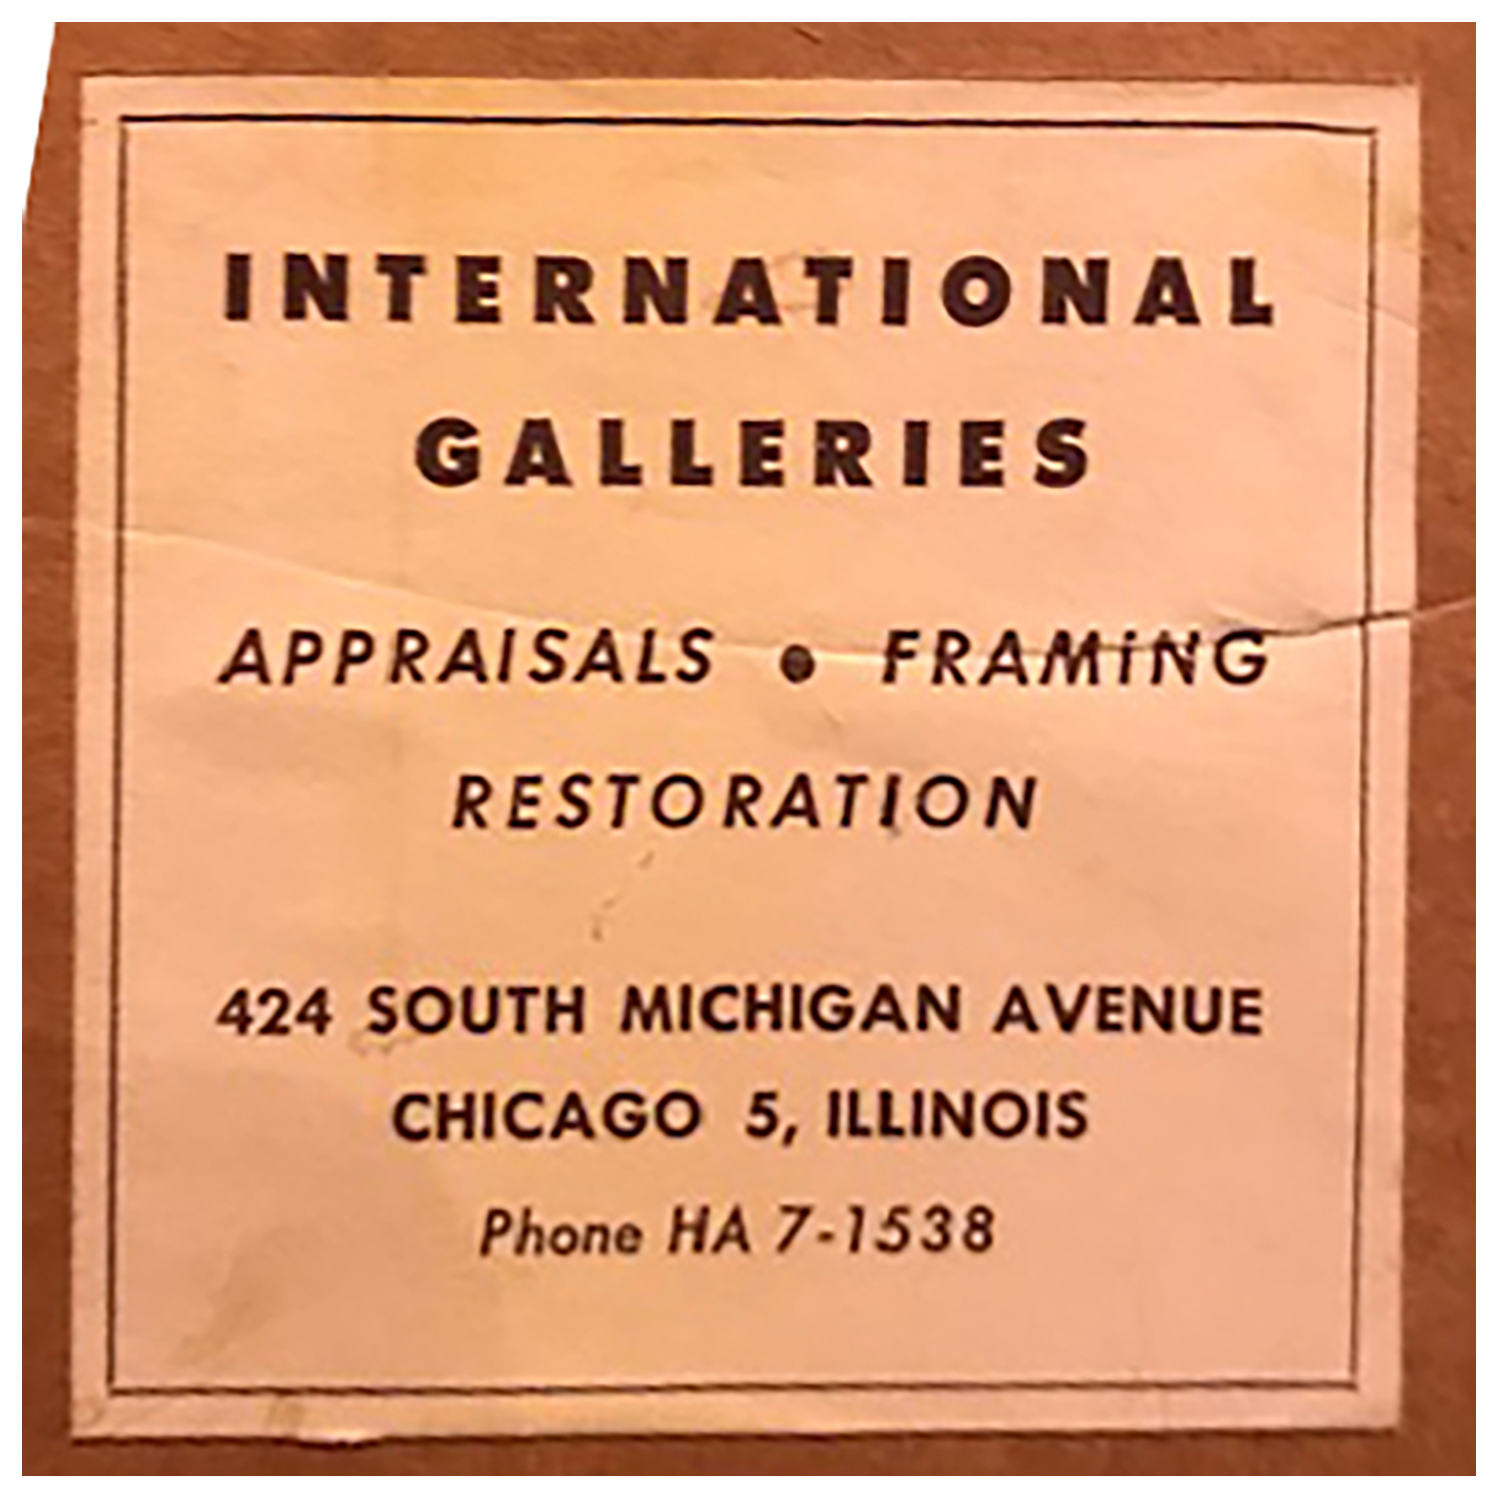 INTERNATIONAL
GALLERIES
APPRAISALS • FRAMING
RESTORATION
424 SOUTH MICHIGAN AVENUE
CHICAGO 5, ILLINOIS
Phone HA 7-1538